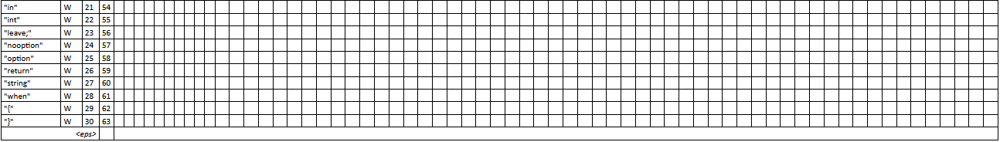 "in" W 21 54
"int" W 22 55
"leave;" W 23 56
"nooption" W 24 57
"option" W 25 58
"return" W 26 59
"string" W 27 60
"when" W 28 61
"{" W 29 62
"}" W 30 63
<eps>